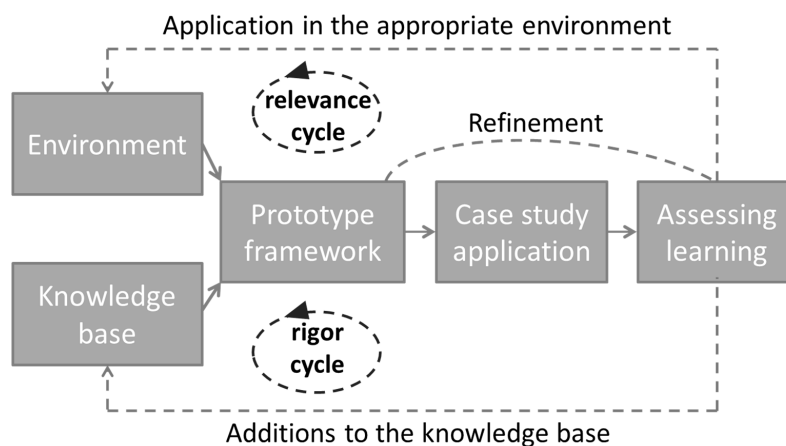 Application in the appropriate environment
relevance
cycle
Environment
Refinement
Prototype
framework
Case study
application
Assessing
learning
Knowledge
base
rigor
cycle
Additions to the knowledge base